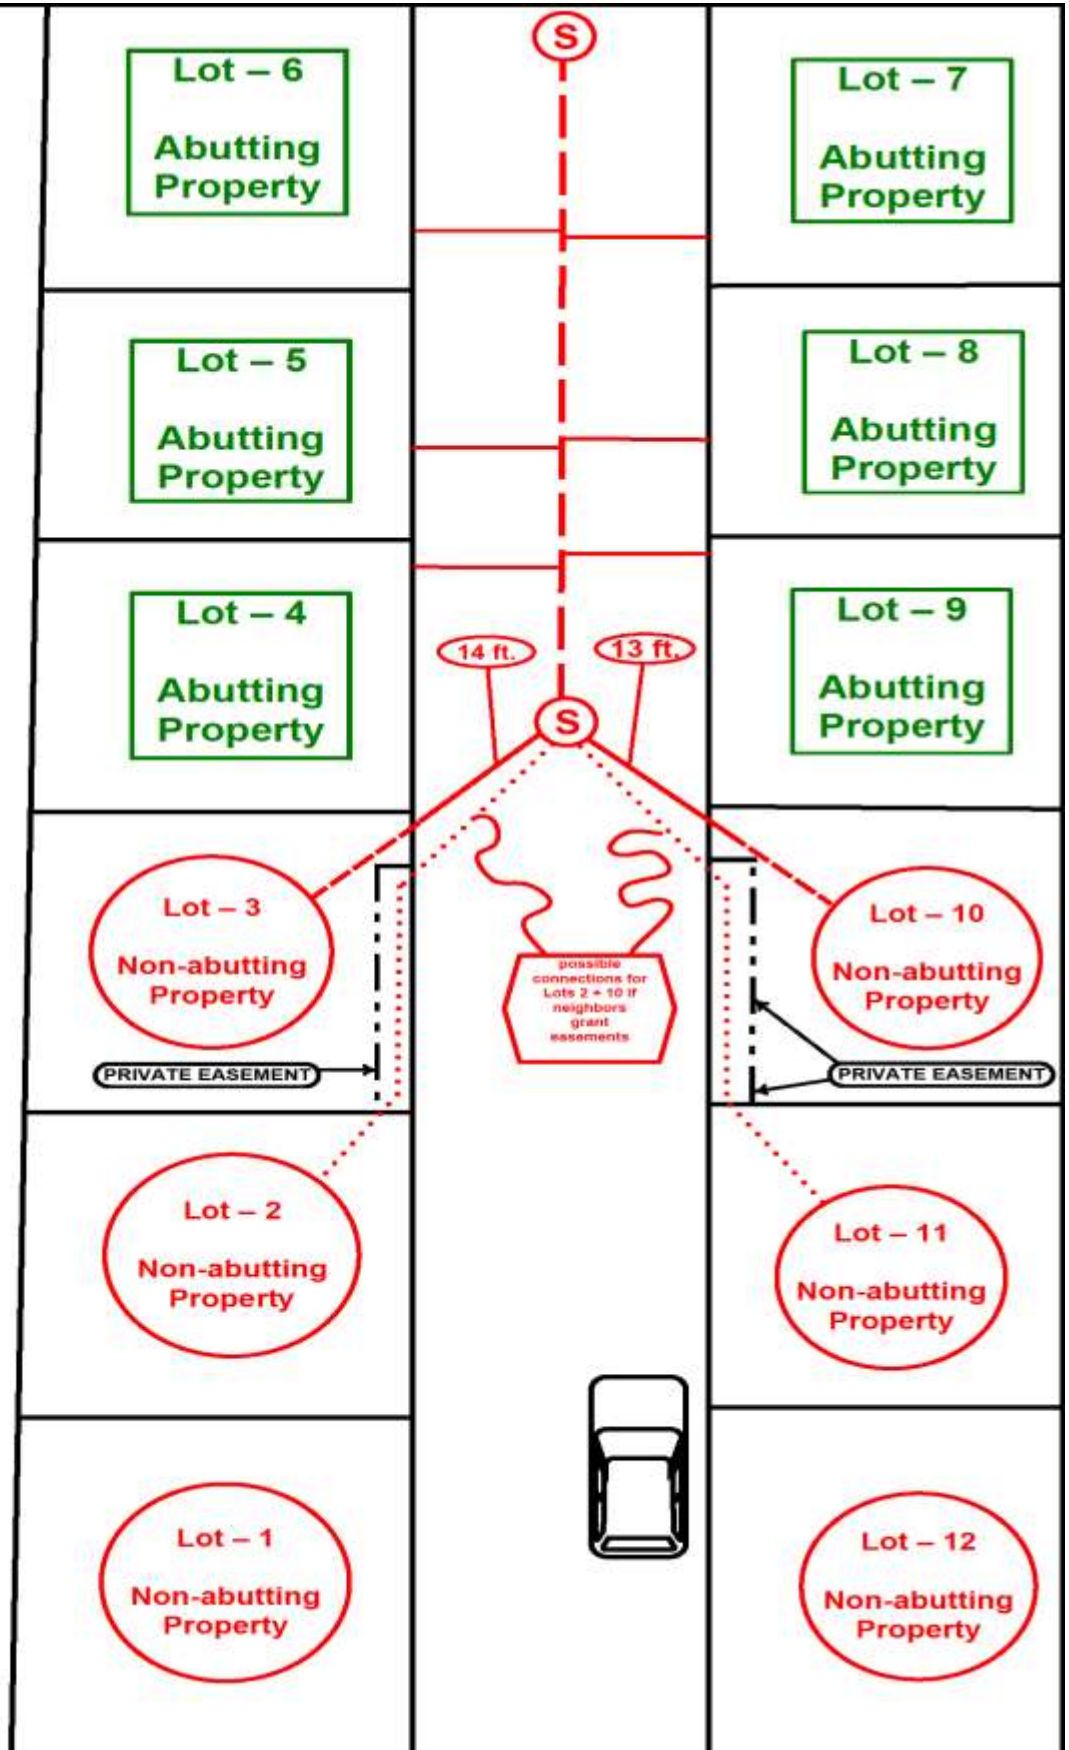 S
Lot – 6
Abutting
Property
Lot – 7
Abutting
Property
Lot – 5
Abutting
Property
Lot – 8
Abutting
Property
Lot – 4
Abutting
Property
Lot – 9
Abutting
Property
14 ft.
13 ft.
S
Lot – 3
Non-abutting
Property
Lot – 10
Non-abutting
Property
possible
connections for
Lots 2 + 10 if
neighbors
grant
easements
PRIVATE EASEMENT
PRIVATE EASEMENT
Lot – 2
Non-abutting
Property
Lot – 11
Non-abutting
Property
Lot – 1
Non-abutting
Property
Lot – 12
Non-abutting
Property